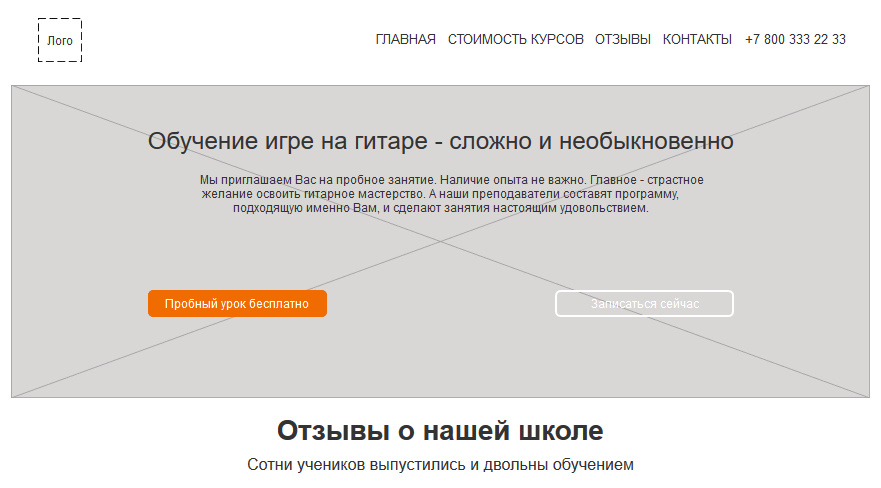 Лого
ГЛАВНАЯ СТОИМОСТЬ КУРСОВ ОТЗЫВЫ КОНТАКТЫ +7 800 333 22 33
Обучение игре на гитаре - сложно и необыкновенно
Мы приглашаем Вас на пробное занятие. Наличие опыта не важно. Главное - страстное
желание освоить гитарное мастерство. А наши преподаватели составят программу,
подходящую именно Вам, и сделают занятия настоящим удовольствием.
Пробный урок бесплатно Записаться сейчас
Отзывы о нашей школе
Сотни учеников выпустились и двольны обучением